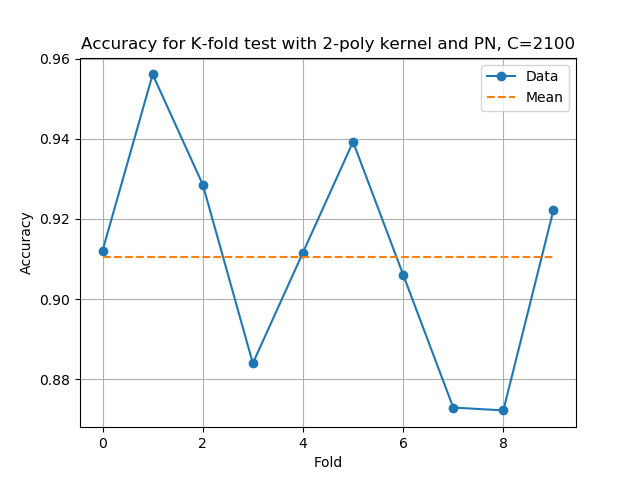 Accuracy for K-fold test with 2-poly kernel and PN, C=2100
Data
Mean
0.96
0.94
0.92
0.90
0.88
Accuracy
0 2 4 6 8
Fold